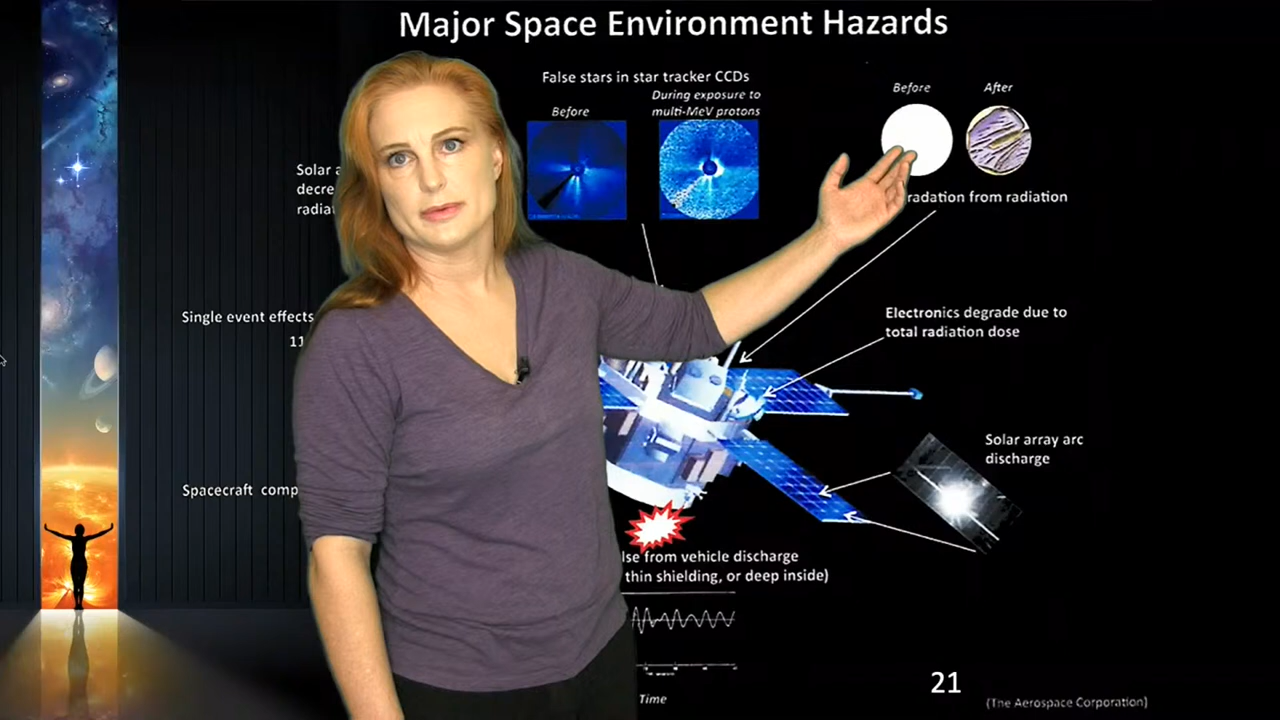 Major Space Environment Hazards
False stars in star tracker CCDs
Before
During exposure to
multi-MeV protons
Before
After
Solar
decre
radia
radation from radiation
Single event effects
11
Electronics degrade due to
total radiation dose
Solar array arc
discharge
Spacecraft comp
lse from vehicle discharge
thin shielding, or deep inside)
Time
21
(The Aerospace Corporation)